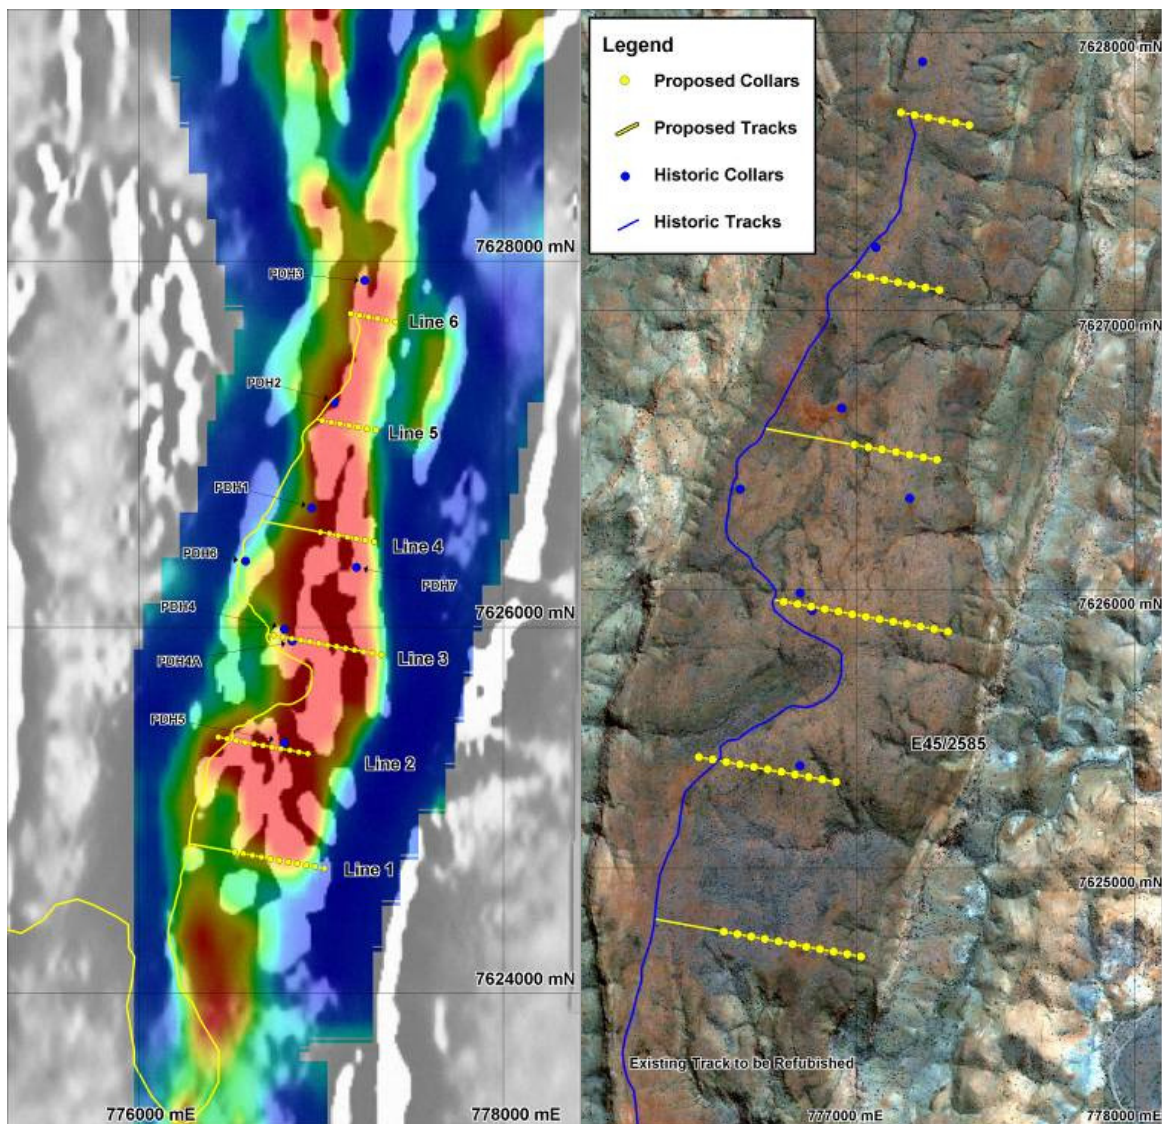 7628000 mN
PDH3
Line 6
PDH2
Line 5
PDH1
Line 4
PDH6
PDH7
PDH4
Line 3
PDH4A
PDH5
Line 2
Line 1
7626000 mN
7624000 mN
776000 mE
778000 mE
Legend
Proposed Collars
Proposed Tracks
Historic Collars
Historic Tracks
7628000 mN
7627000 mN
7626000 mN
E45/2585
7625000 mN
Existing Track to be Refubished
777000 mE
778000 mE